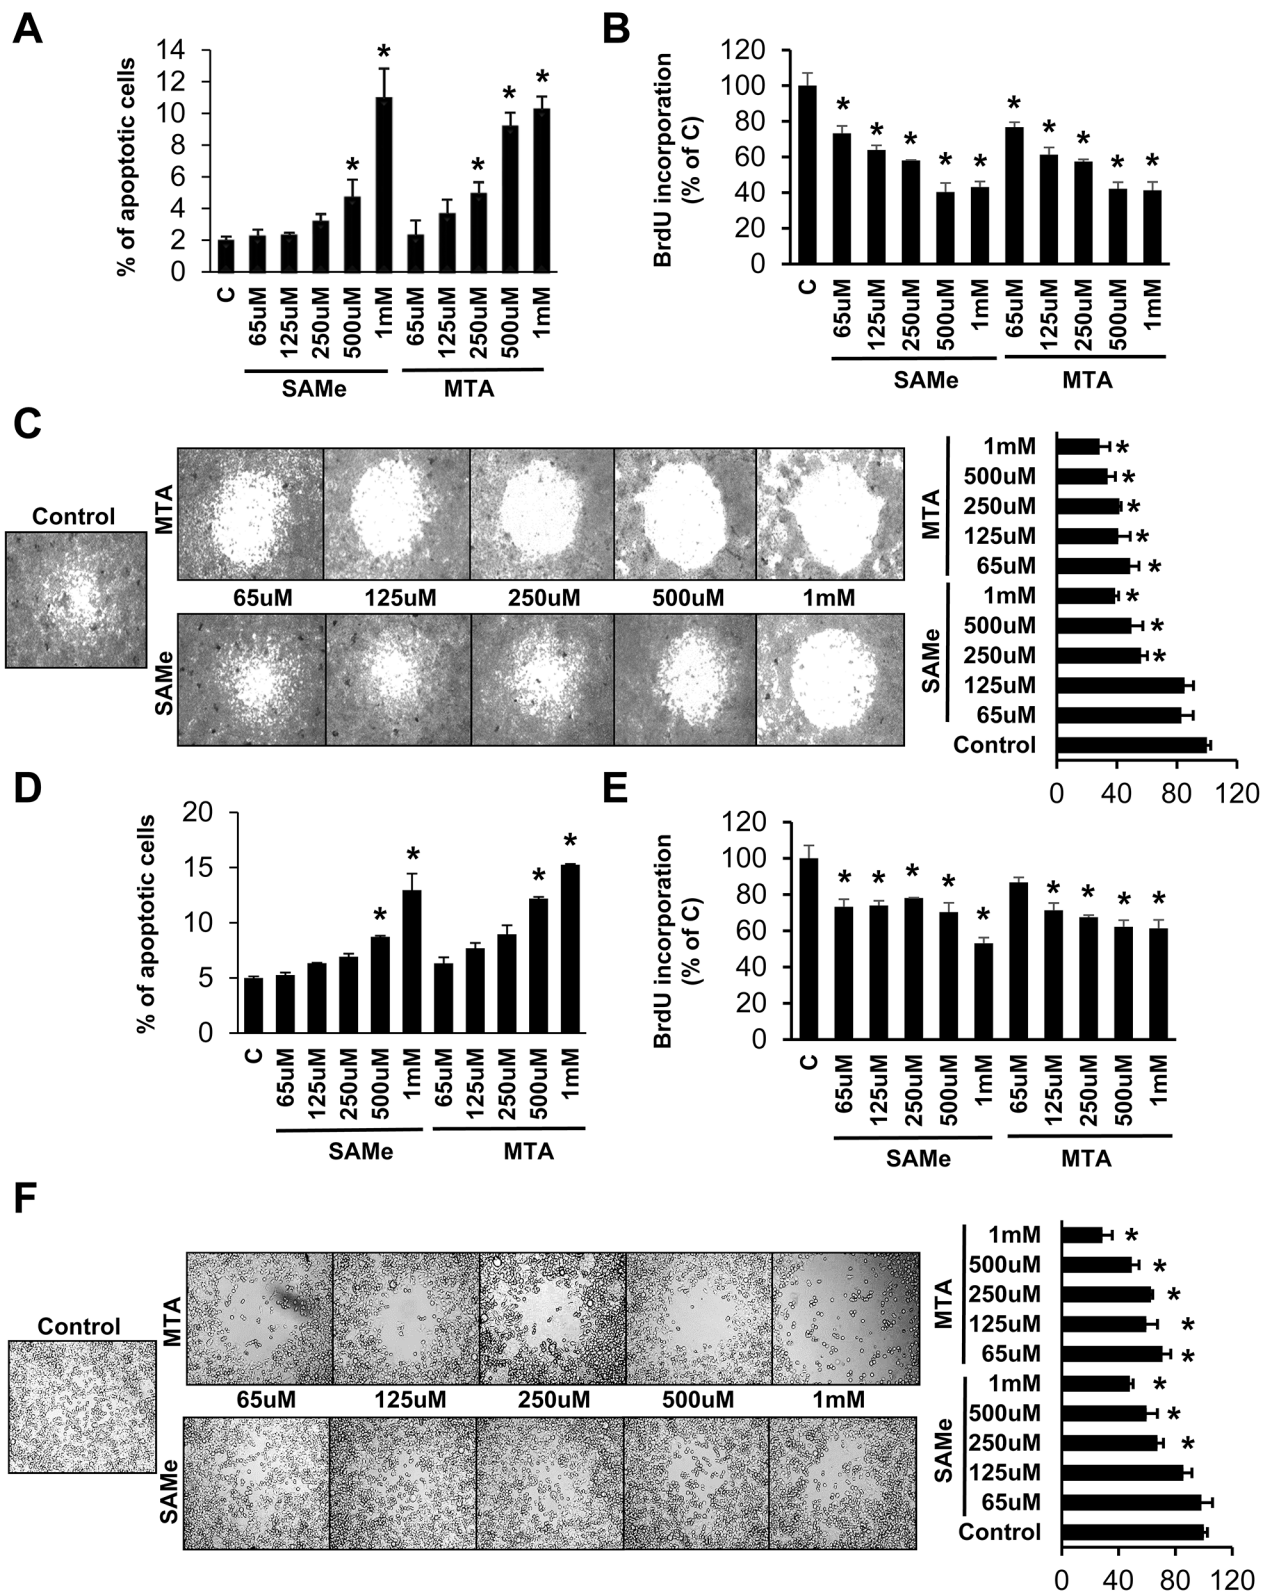 A
% of apoptotic cells
14
12
10
8
6
4
2
0
* * * * *
C 65uM 125uM 250uM 500uM 1mM 65uM 125uM 250uM 500uM 1mM
SAMe MTA
B
BrdU incorporation
(% of C)
120
100
80
60
40
20
0
* * * * * * * * * *
C 65uM 125uM 250uM 500uM 1mM 65uM 125uM 250uM 500uM 1mM
SAMe MTA
C
Control
MTA
65uM 125uM 250uM 500uM 1mM
SAMe
MTA
1mM *
500uM *
250uM *
125uM *
65uM *
SAMe
1mM *
500uM *
250uM *
125uM
65uM
Control
0 40 80 120
D
% of apoptotic cells
20
15
10
5
0
* * * *
C 65uM 125uM 250uM 500uM 1mM 65uM 125uM 250uM 500uM 1mM
SAMe MTA
E
BrdU incorporation
(% of C)
120
100
80
60
40
20
0
* * * * * * * * *
C 65uM 125uM 250uM 500uM 1mM 65uM 125uM 250uM 500uM 1mM
SAMe MTA
F
Control
MTA
65uM 125uM 250uM 500uM 1mM
SAMe
MTA
1mM *
500uM *
250uM *
125uM *
65uM *
SAMe
1mM *
500uM *
250uM *
125uM
65uM
Control
0 40 80 120